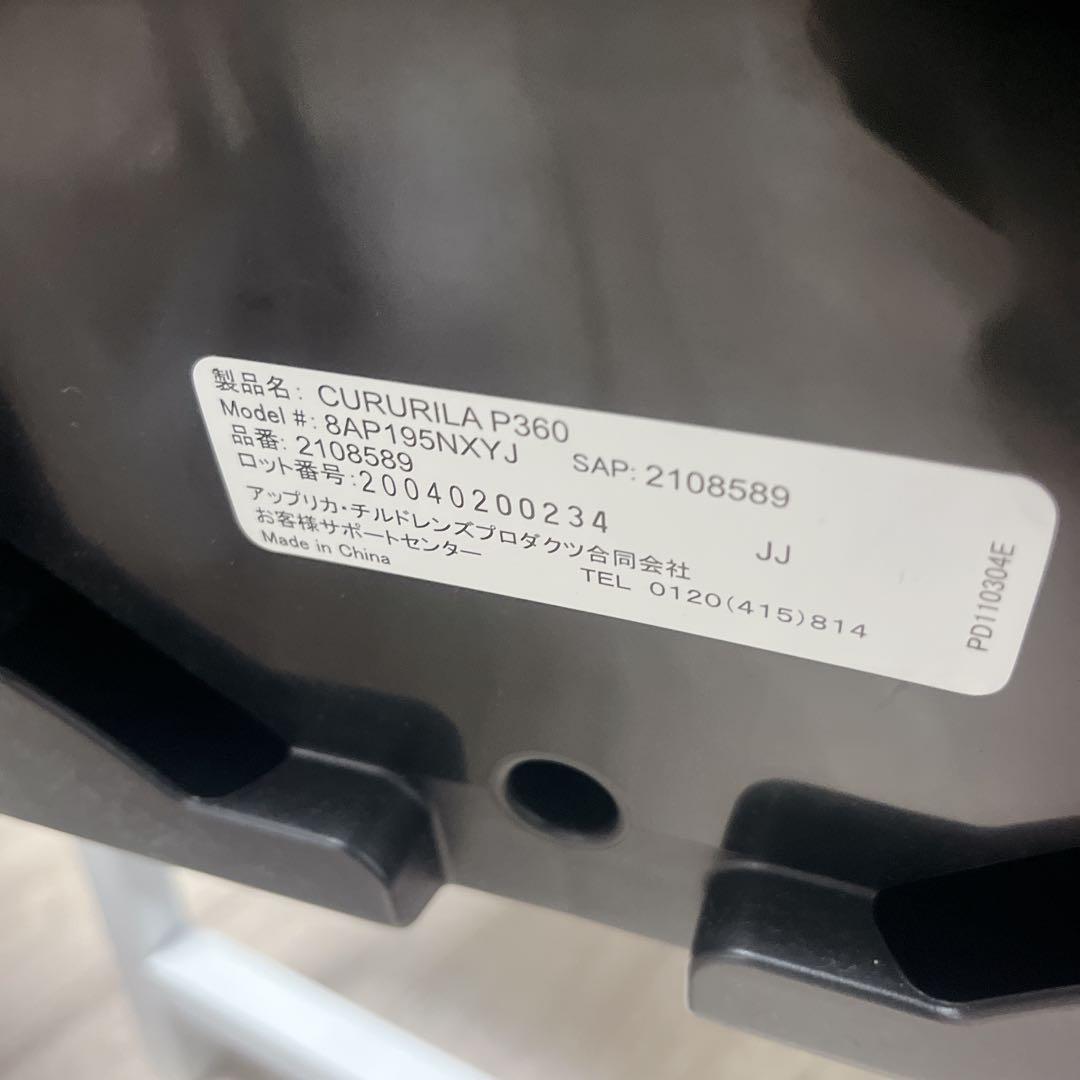 製品名: CURURILA P360
Model #: 8AP195NXYJ SAP: 2108589
品番: 2108589
ロット番号:20040200234
アップリカ・チルドレンズプロダクツ合同会社 JJ
お客様サポートセンター TEL 0120(415)814
Made in China
PD110304E